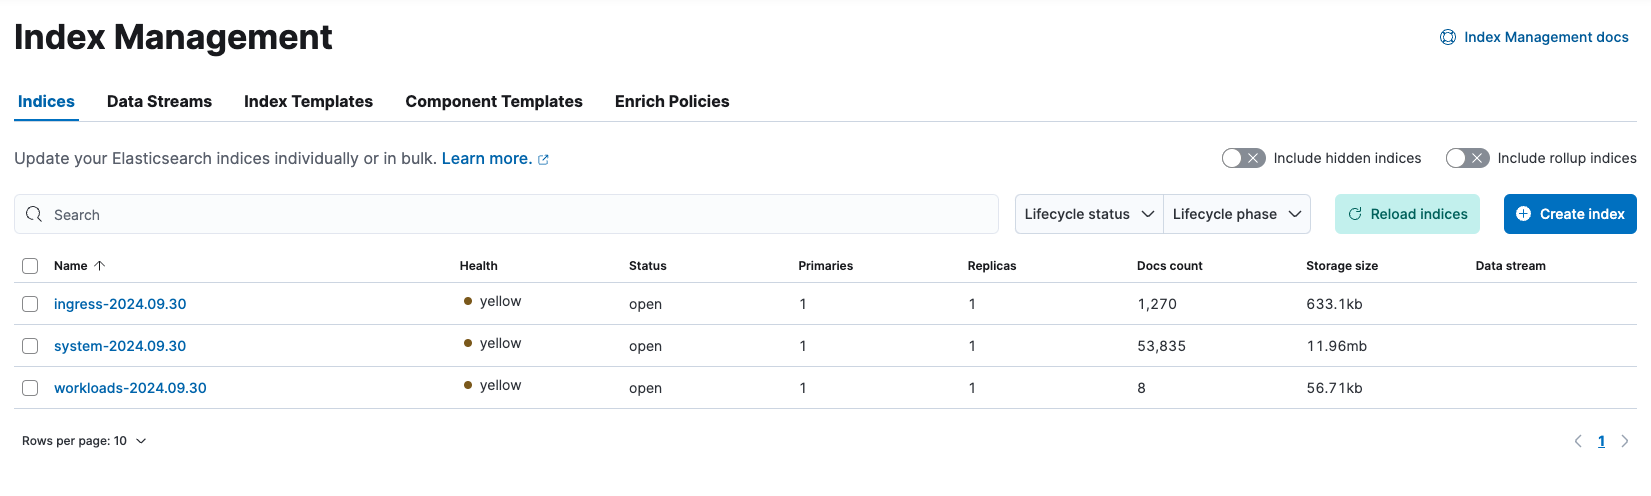 Index Management
Index Management docs
Indices Data Streams Index Templates Component Templates Enrich Policies
Update your Elasticsearch indices individually or in bulk. Learn more.
Include hidden indices Include rollup indices
Search Lifecycle status Lifecycle phase Reload indices Create index
Name Health Status Primaries Replicas Docs count Storage size Data stream
ingress-2024.09.30 yellow open 1 1 1,270 633.1kb
system-2024.09.30 yellow open 1 1 53,835 11.96mb
workloads-2024.09.30 yellow open 1 1 8 56.71kb
Rows per page: 10 1